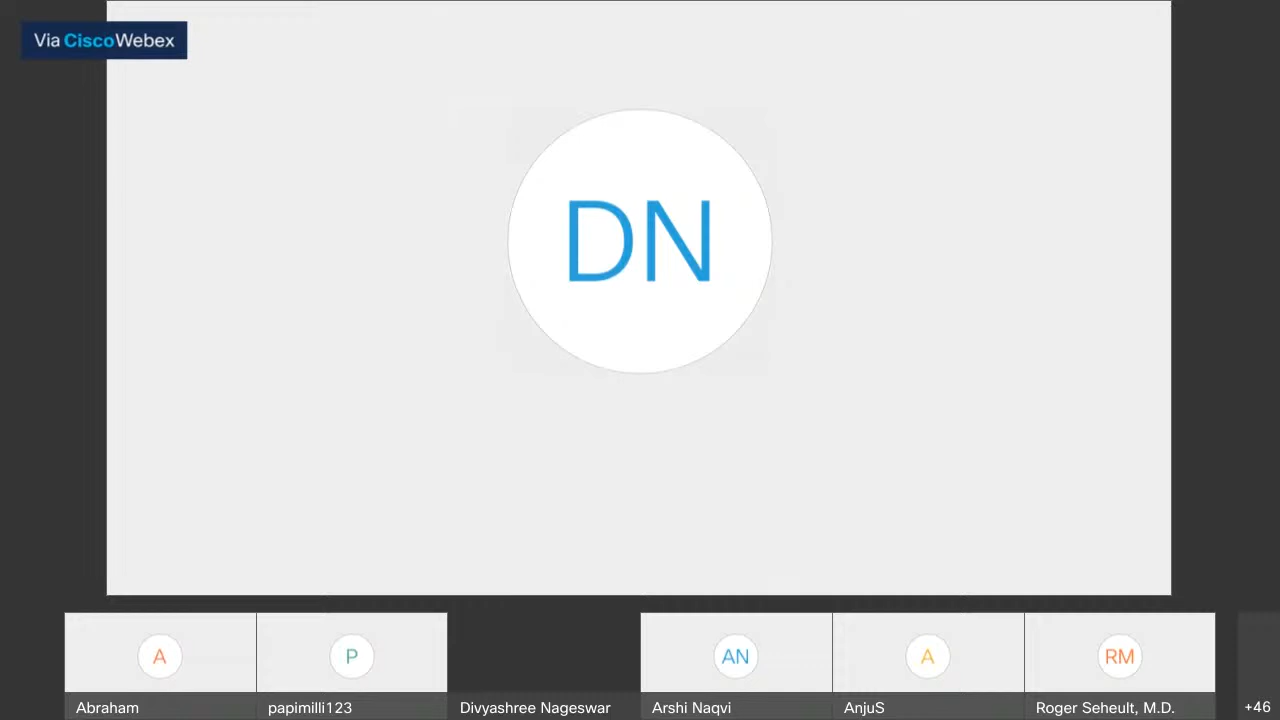 Via CiscoWebex
DN
A
P
AN
A
RM
Abraham
papimilli123
Divyashree Nageswar
Arshi Naqvi
AnjuS
Roger Seheult, M.D.
+46